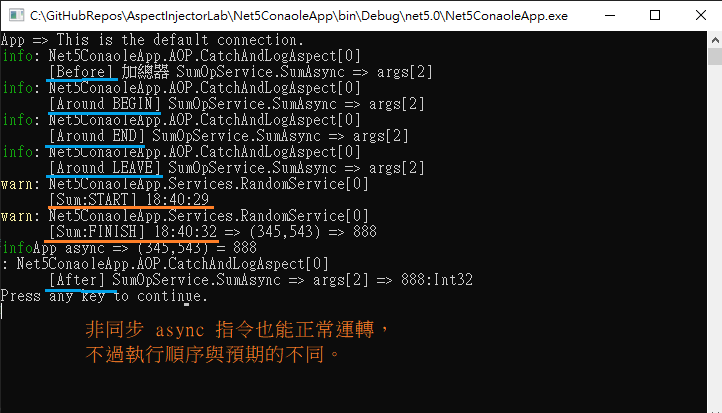 C:\GitHubRepos\AspectInjectorLab\Net5ConaoleApp\bin\Debug\net5.0\Net5ConaoleApp.exe
App => This is the default connection.
info: Net5ConaoleApp.AOP.CatchAndLogAspect[0]
[Before] 加總器 SumOpService.SumAsync => args[2]
info: Net5ConaoleApp.AOP.CatchAndLogAspect[0]
[Around BEGIN] SumOpService.SumAsync => args[2]
info: Net5ConaoleApp.AOP.CatchAndLogAspect[0]
[Around END] SumOpService.SumAsync => args[2]
info: Net5ConaoleApp.AOP.CatchAndLogAspect[0]
[Around LEAVE] SumOpService.SumAsync => args[2]
warn: Net5ConaoleApp.Services.RandomService[0]
[Sum:START] 18:40:29
warn: Net5ConaoleApp.Services.RandomService[0]
[Sum:FINISH] 18:40:32 => (345,543) => 888
infoApp async => (345,543) = 888
: Net5ConaoleApp.AOP.CatchAndLogAspect[0]
[After] SumOpService.SumAsync => args[2] => 888:Int32
Press any key to continue.
非同步 async 指令也能正常運轉，
不過執行順序與預期的不同。